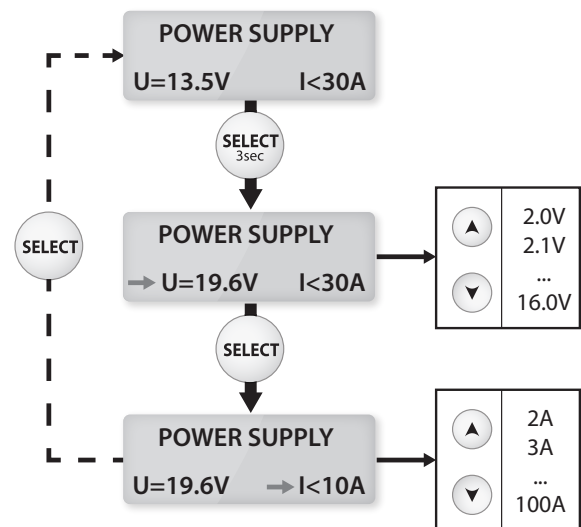 POWER SUPPLY
U=13.5V I<30A
SELECT
3sec
POWER SUPPLY
U=19.6V I<30A
2.0V
2.1V
...
16.0V
SELECT
SELECT
POWER SUPPLY
U=19.6V I<10A
2A
3A
...
100A